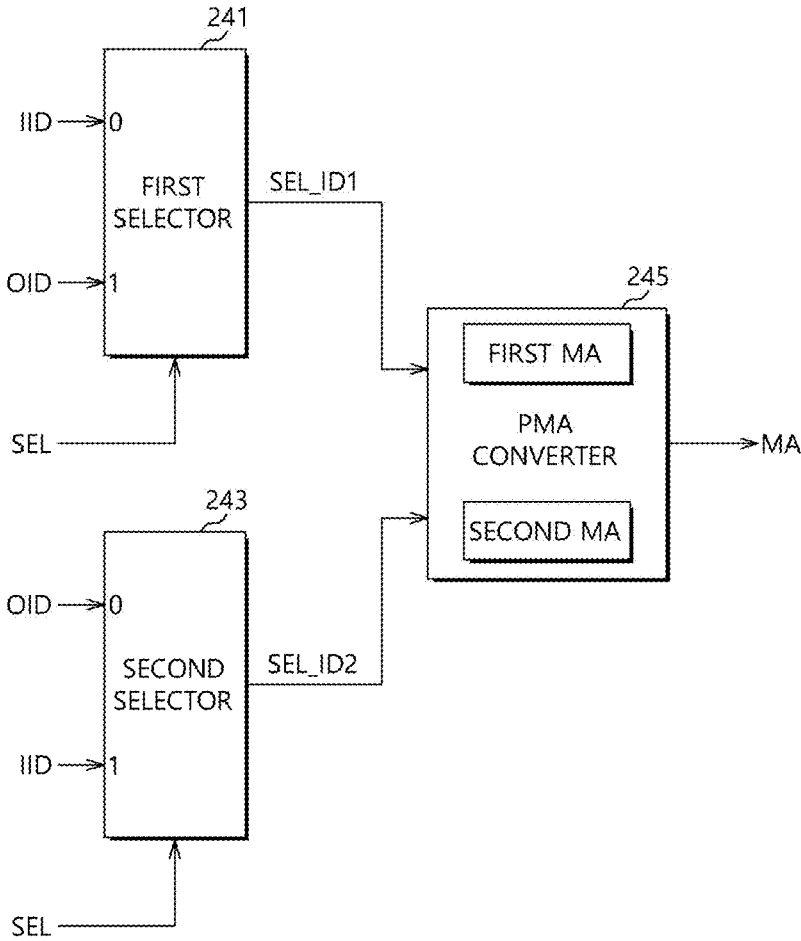 241
IID
0
FIRST
SELECTOR
SEL_ID1
OID
1
SEL
245
FIRST MA
PMA
CONVERTER
MA
SECOND MA
243
OID
0
SECOND
SELECTOR
SEL_ID2
IID
1
SEL